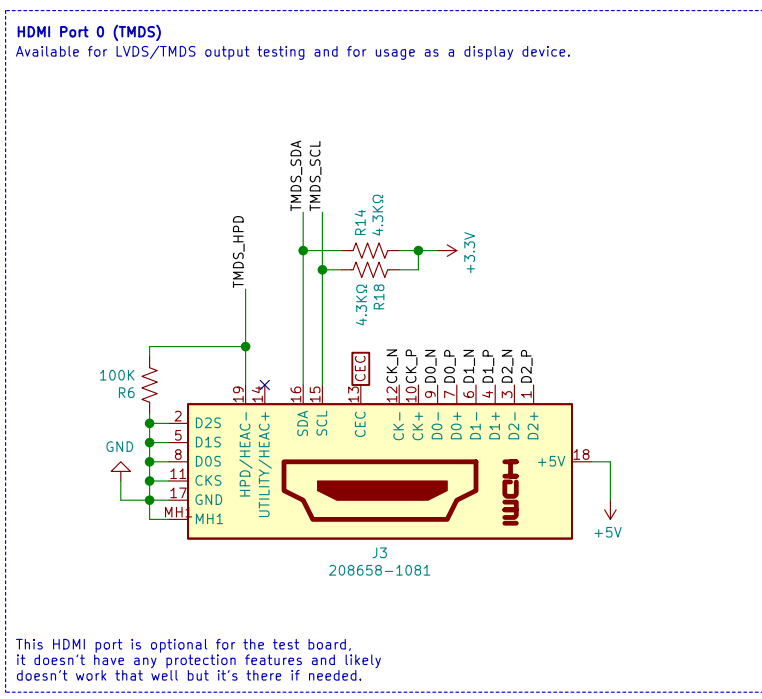 HDMI Port 0 (TMDS)
Available for LVDS/TMDS output testing and for usage as a display device.
TMDS_SDA
TMDS_SCL
TMDS_HPD
R14
4.3KΩ
+3.3V
4.3KΩ
R18
100K
R6
GND
CEC
CK_N
CK_P
D0_N
D0_P
D1_N
D1_P
D2_N
D2_P
19
14
16
15
13
12
10
9
7
6
4
3
1
HPD/HEAC-
UTILITY/HEAC+
SDA
SCL
CEC
CK-
CK+
D0-
D0+
D1-
D1+
D2-
D2+
2 D2S
5 D1S
8 D0S
11 CKS
17 GND
MH1 MH1
+5V 18
HDMI
+5V
J3
208658-1081
This HDMI port is optional for the test board,
it doesn't have any protection features and likely
doesn't work that well but it's there if needed.